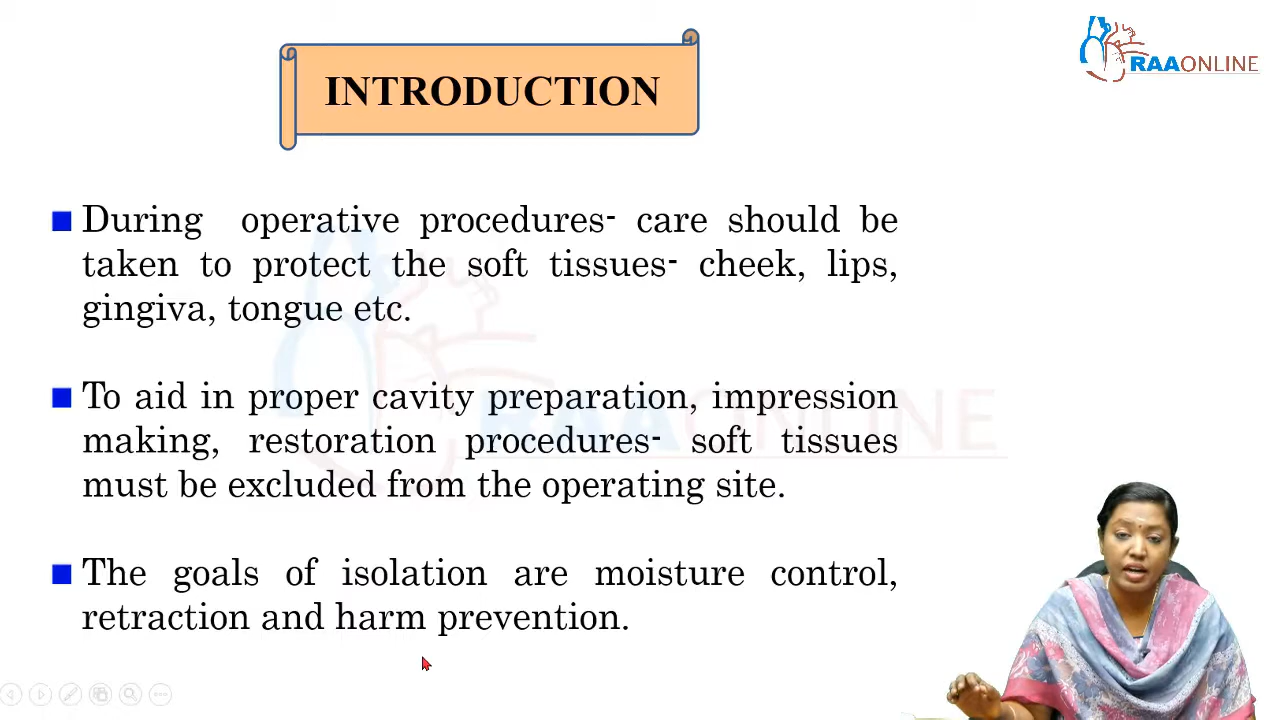 INTRODUCTION
RAAONLINE
During operative procedures- care should be
taken to protect the soft tissues- cheek, lips,
gingiva, tongue etc.
To aid in proper cavity preparation, impression
making, restoration procedures- soft tissues
must be excluded from the operating site.
The goals of isolation are moisture control,
retraction and harm prevention.
RAAONLINE